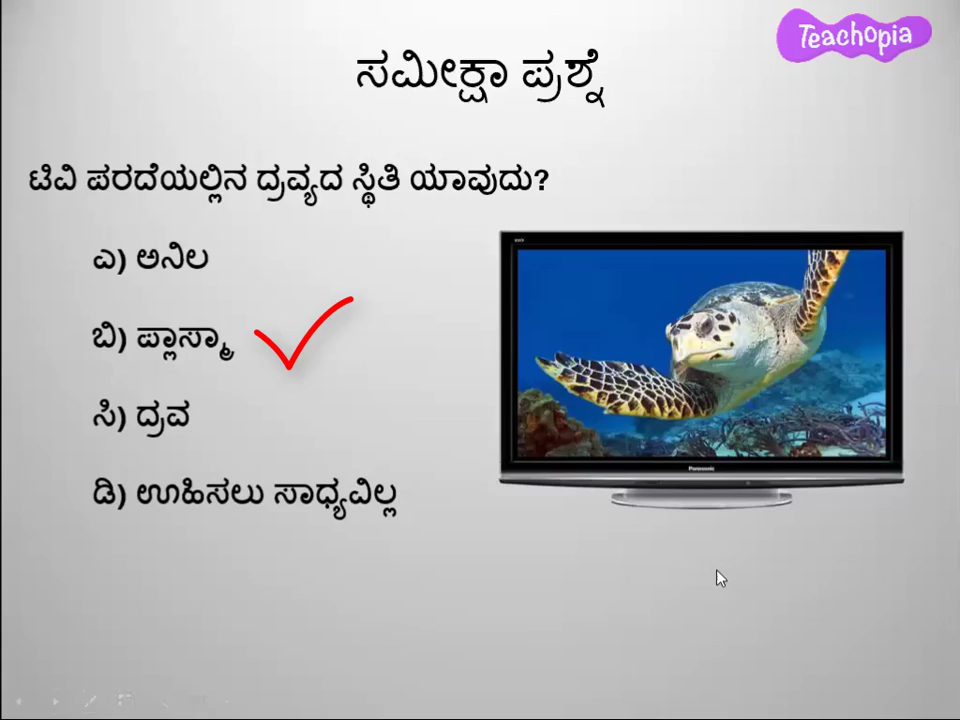 Teachopia
ಸಮೀಕ್ಷಾ ಪ್ರಶ್ನೆ
ಟಿವಿ ಪರದೆಯಲ್ಲಿನ ದ್ರವ್ಯದ ಸ್ಥಿತಿ ಯಾವುದು?
ಎ) ಅನಿಲ
ಬಿ) ಪ್ಲಾಸ್ಮಾ
ಸಿ) ದ್ರವ
ಡಿ) ಊಹಿಸಲು ಸಾಧ್ಯವಿಲ್ಲ
Panasonic